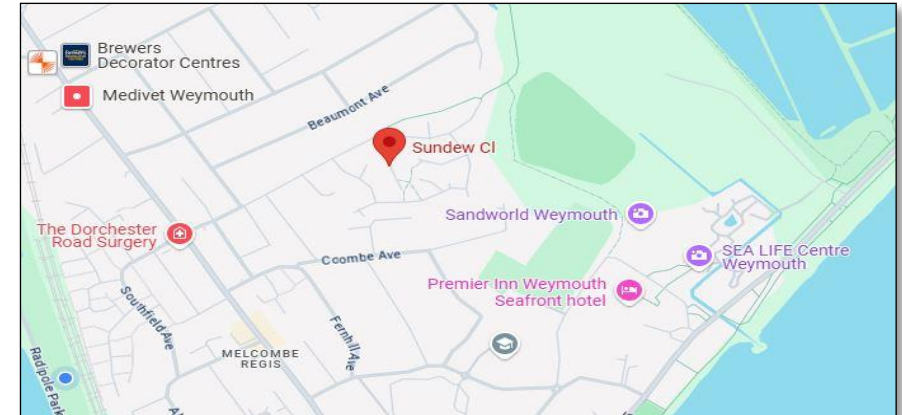 Brewers
Decorator Centres
Medivet Weymouth
Beaumont Ave
Sundew Cl
Sandworld Weymouth
The Dorchester
Road Surgery
Coombe Ave
SEA LIFE Centre
Weymouth
Premier Inn Weymouth
Seafront hotel
Southfield Ave
Fernhill Ave
MELCOMBE
REGIS
Radipole Park